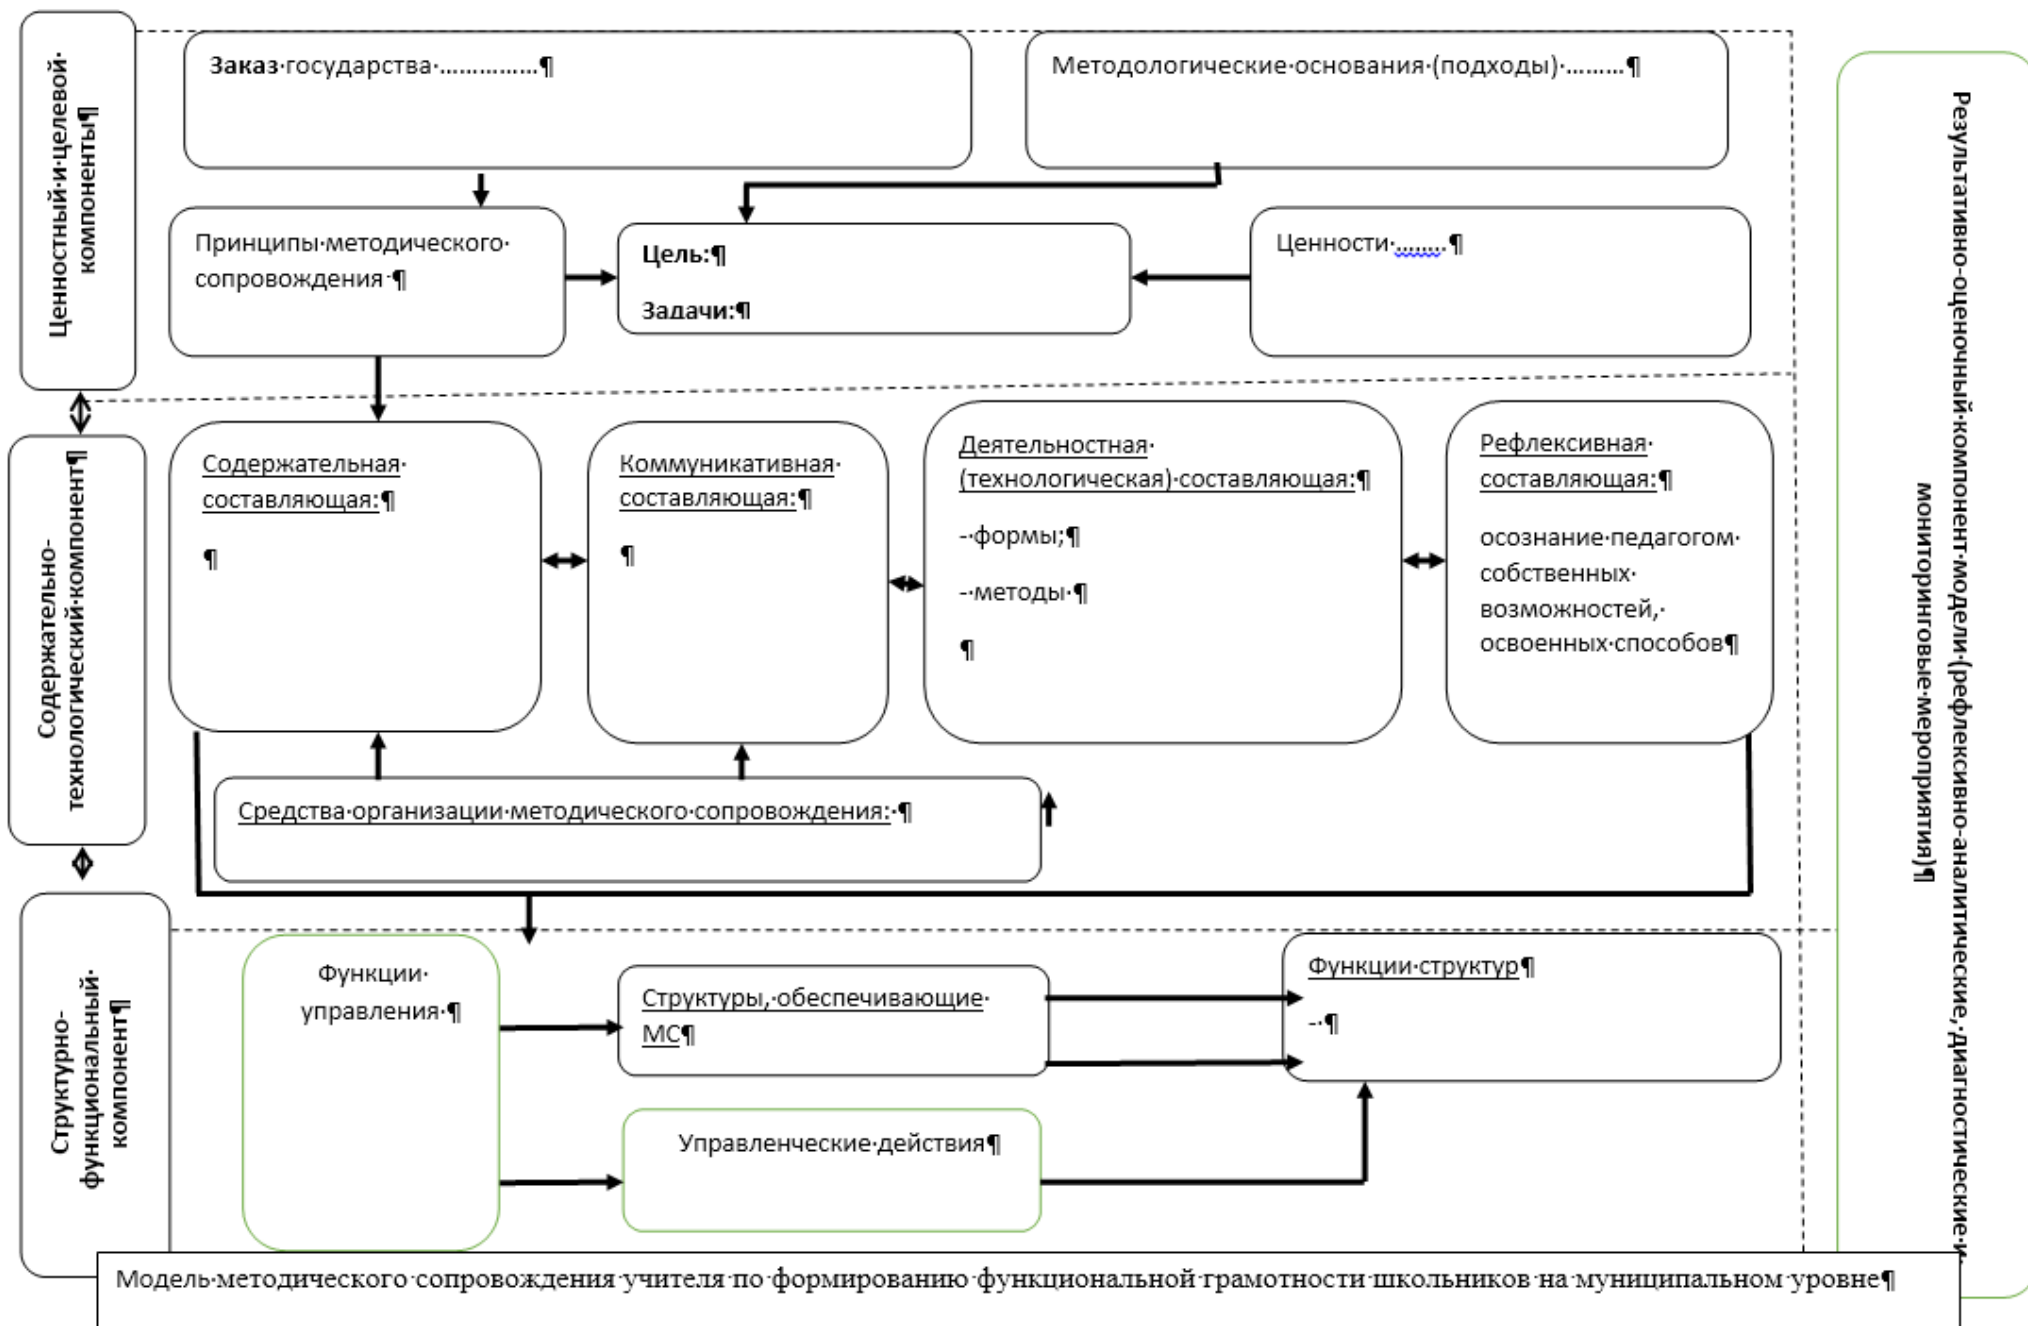 Ценностный и целевой
компоненты¶
Заказ государства ……………¶
Методологические основания (подходы) ………¶
Принципы методического
сопровождения ¶
Цель:¶
Задачи:¶
Ценности ........ ¶
Содержательно-
технологический компонент¶
Содержательная
составляющая:¶
¶
Коммуникативная
составляющая:¶
¶
Деятельностная
(технологическая) составляющая:¶
- формы;¶
- методы ¶
¶
Рефлексивная
составляющая:¶
осознание педагогом
собственных
возможностей,
освоенных способов¶
Средства организации методического сопровождения: ¶
Структурно-
функциональный
компонент¶
Функции
управления ¶
Структуры, обеспечивающие
МС¶
Функции структур¶
- ¶
Управленческие действия¶
Результативно-оценочный компонент модели (рефлексивно-аналитические, диагностические и
мониторинговые мероприятия)¶
Модель методического сопровождения учителя по формированию функциональной грамотности школьников на муниципальном уровне¶